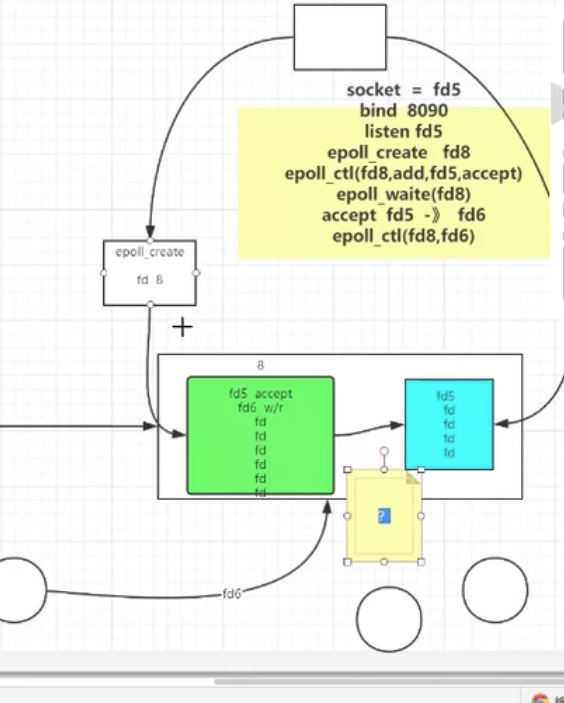 socket = fd5
bind 8090
listen fd5
epoll_create fd8
epoll_ctl(fd8,add,fd5,accept)
epoll_waite(fd8)
accept fd5 -》 fd6
epoll_ctl(fd8,fd6)
epoll_create
fd 8
8
fd5 accept
fd6 w/r
fd
fd
fd
fd
fd
fd
fd5
fd
fd
fd
fd
?
fd6